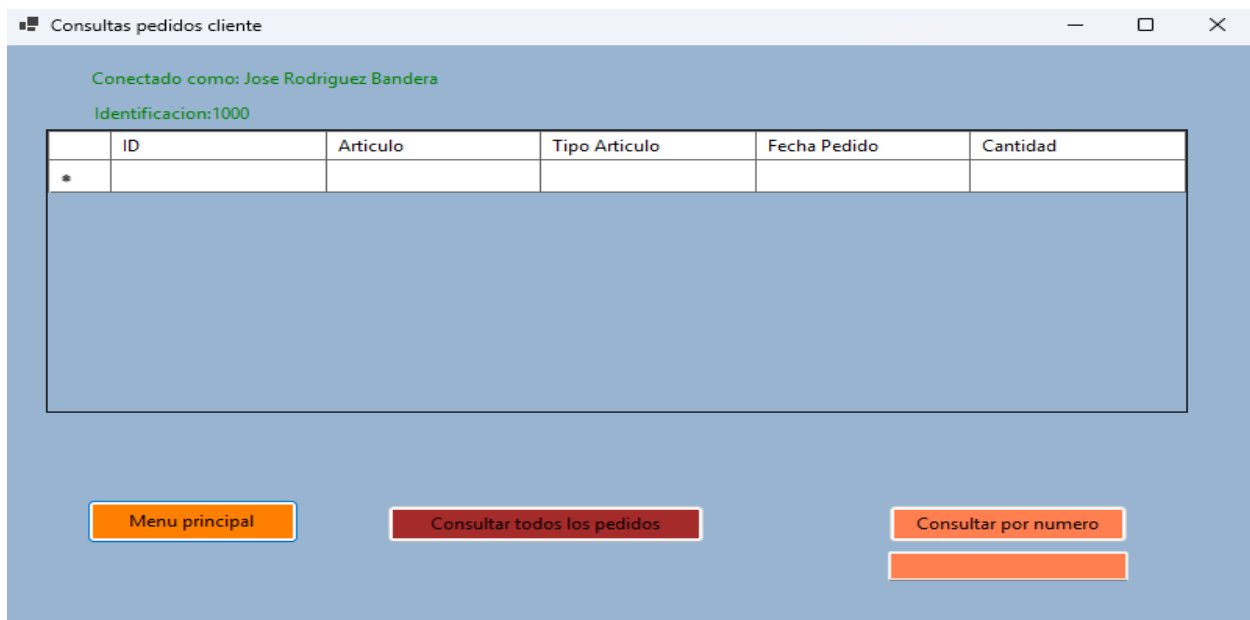 Consultas pedidos cliente
Conectado como: Jose Rodriguez Bandera
Identificacion:1000
ID Articulo Tipo Articulo Fecha Pedido Cantidad
Menu principal
Consultar todos los pedidos
Consultar por numero